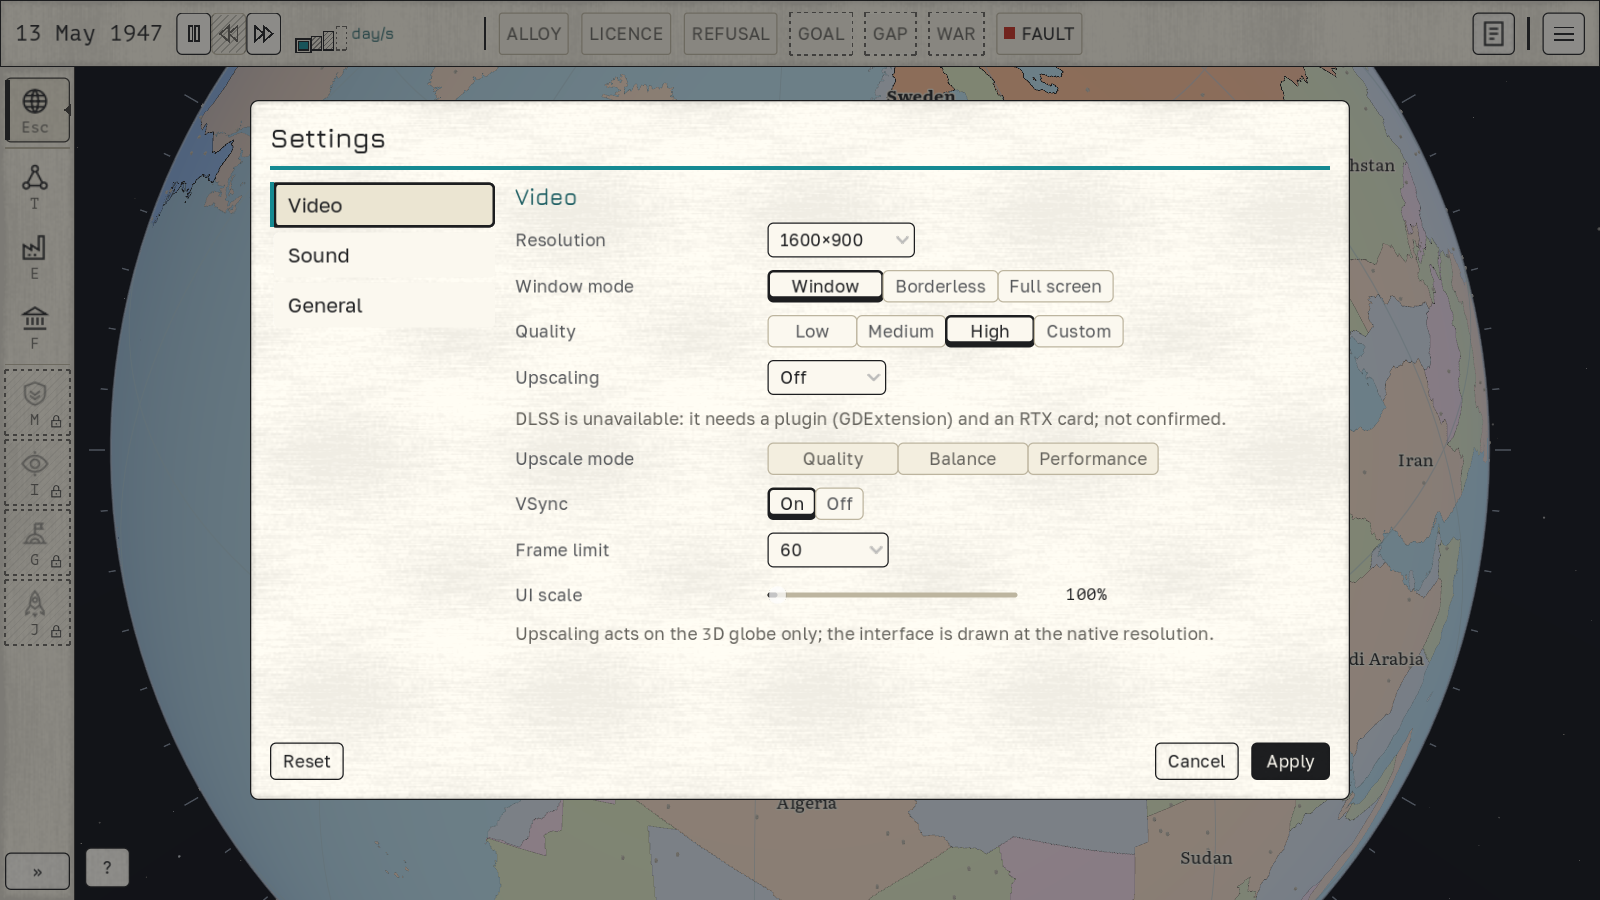 13 May 1947 day/s ALLOY LICENCE REFUSAL GOAL GAP WAR FAULT
Esc
T
E
F
M
I
G
J
»
?
Sweden
hstan
Iran
di Arabia
Algeria
Sudan
Settings
Video
Sound
General
Video
Resolution 1600×900
Window mode Window Borderless Full screen
Quality Low Medium High Custom
Upscaling Off
DLSS is unavailable: it needs a plugin (GDExtension) and an RTX card; not confirmed.
Upscale mode Quality Balance Performance
VSync On Off
Frame limit 60
UI scale 100%
Upscaling acts on the 3D globe only; the interface is drawn at the native resolution.
Reset Cancel Apply